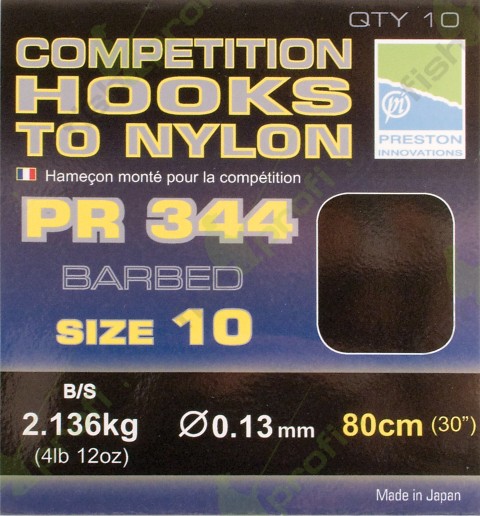 QTY 10
COMPETITION
HOOKS
TO NYLON
PRESTON
INNOVATIONS
Hameçon monté pour la compétition
PR 344
BARBED
SIZE 10
B/S
2.136kg
(4lb 12oz)
Ø0.13mm
80cm (30”)
Made in Japan